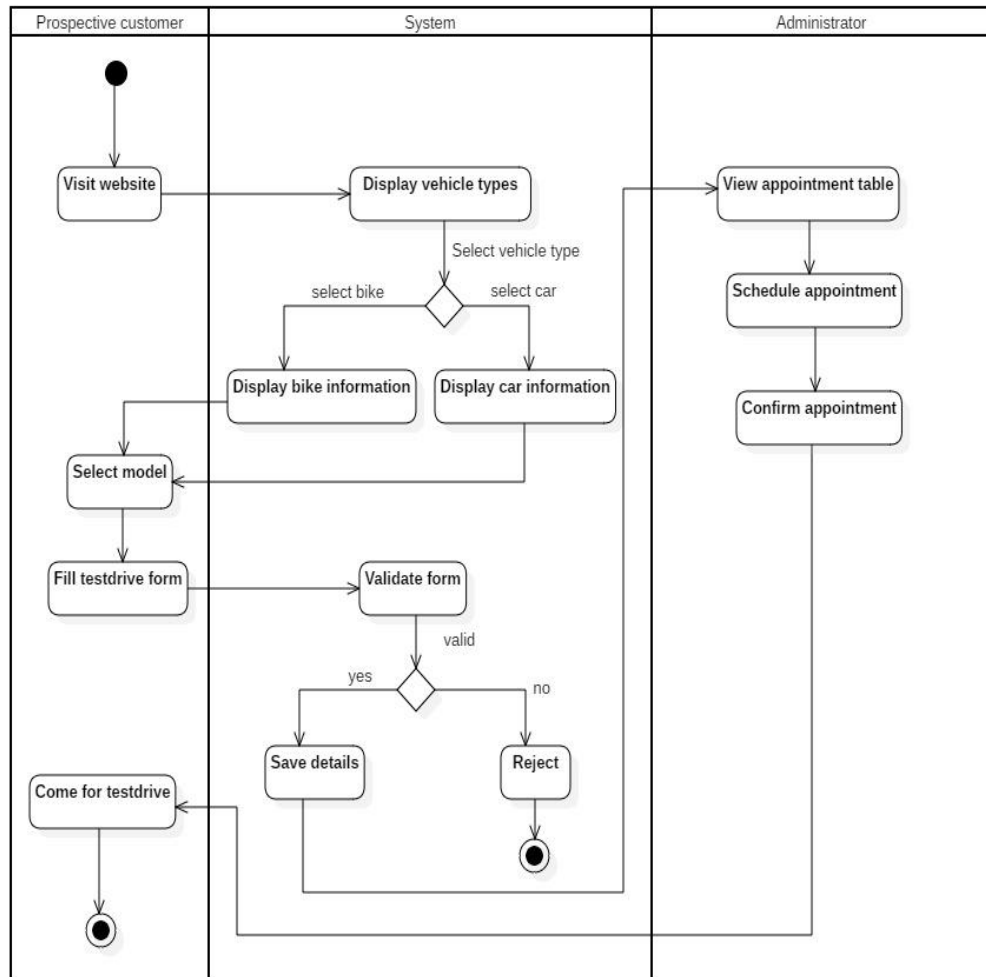 Prospective customer
System
Administrator
Visit website
Display vehicle types
View appointment table
Select vehicle type
select bike
select car
Schedule appointment
Display bike information
Display car information
Confirm appointment
Select model
Fill testdrive form
Validate form
valid
yes
no
Save details
Reject
Come for testdrive